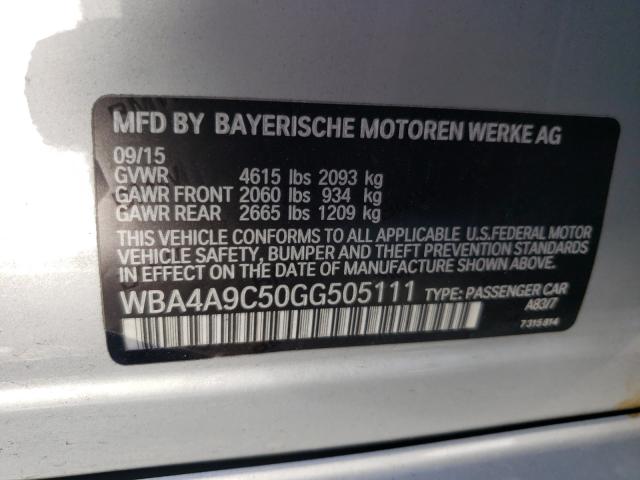 MFD BY BAYERISCHE MOTOREN WERKE AG
09/15
GVWR 4615 lbs 2093 kg
GAWR FRONT 2060 lbs 934 kg
GAWR REAR 2665 lbs 1209 kg
THIS VEHICLE CONFORMS TO ALL APPLICABLE U.S.FEDERAL MOTOR
VEHICLE SAFETY, BUMPER AND THEFT PREVENTION STANDARDS
IN EFFECT ON THE DATE OF MANUFACTURE SHOWN ABOVE.
WBA4A9C50GG505111 TYPE: PASSENGER CAR
A83/7
7315814